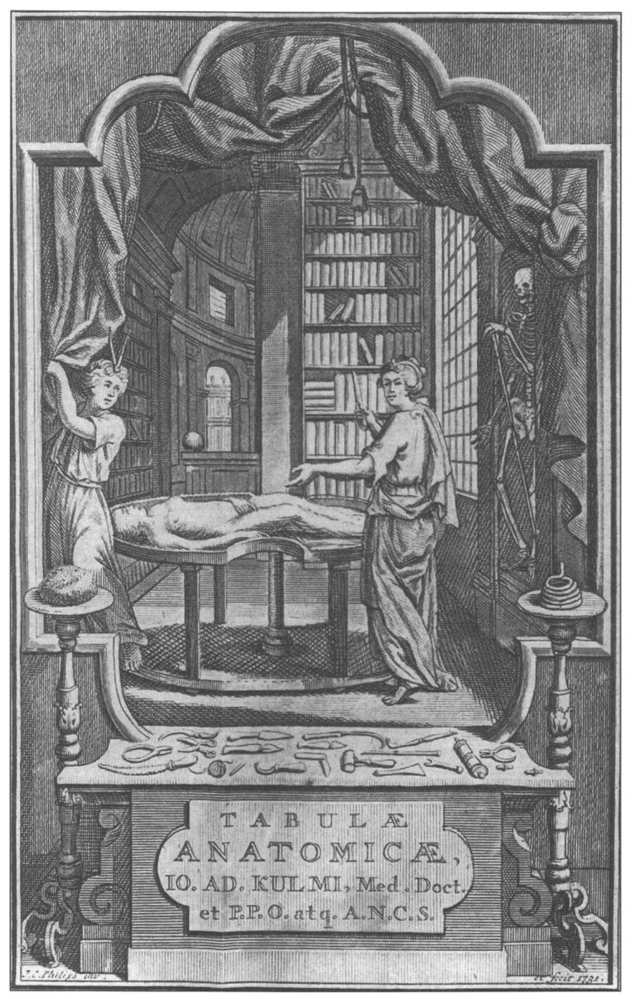 TABULÆ
ANATOMICÆ,
IO. AD. KULMI, Med. Doct.
et P.P.O. atq. A.N.C.S.
J.C. Philips inv.
et fecit 1731.